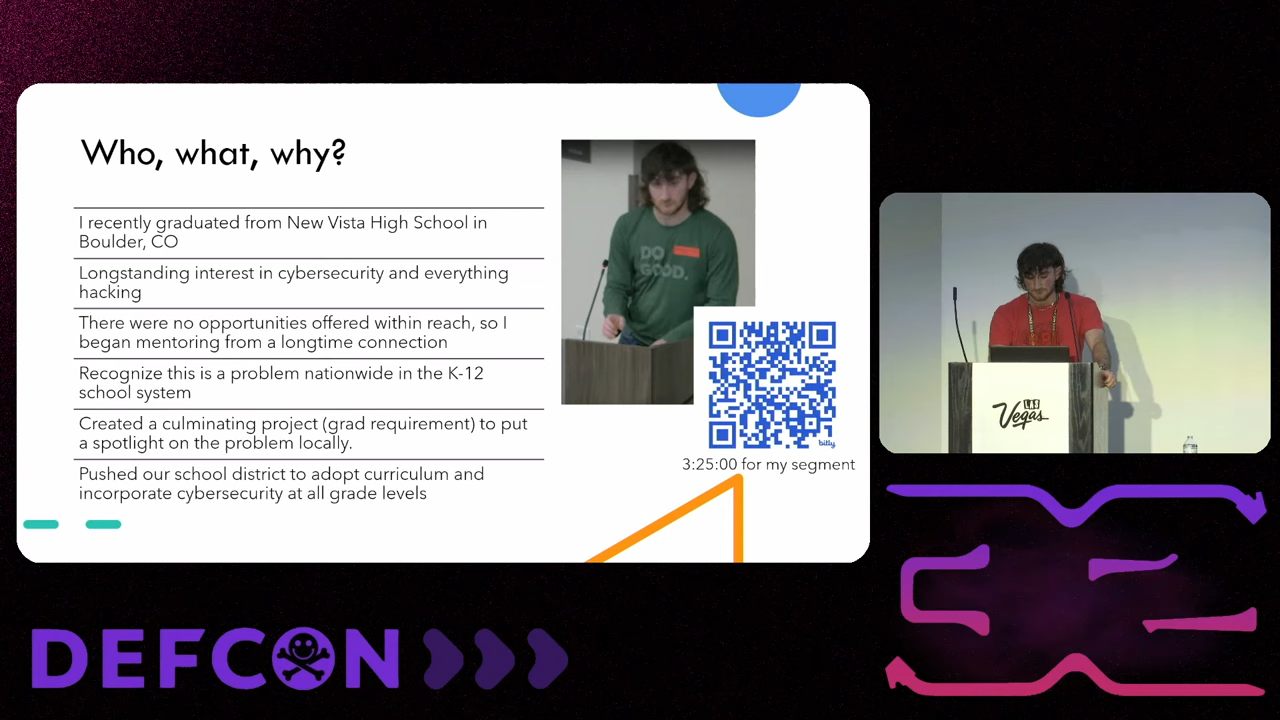 Who, what, why?
I recently graduated from New Vista High School in
Boulder, CO
Longstanding interest in cybersecurity and everything
hacking
There were no opportunities offered within reach, so I
began mentoring from a longtime connection
Recognize this is a problem nationwide in the K-12
school system
Created a culminating project (grad requirement) to put
a spotlight on the problem locally.
Pushed our school district to adopt curriculum and
incorporate cybersecurity at all grade levels
DO
GOOD.
bitly
3:25:00 for my segment
LAS
Vegas
DEFCON